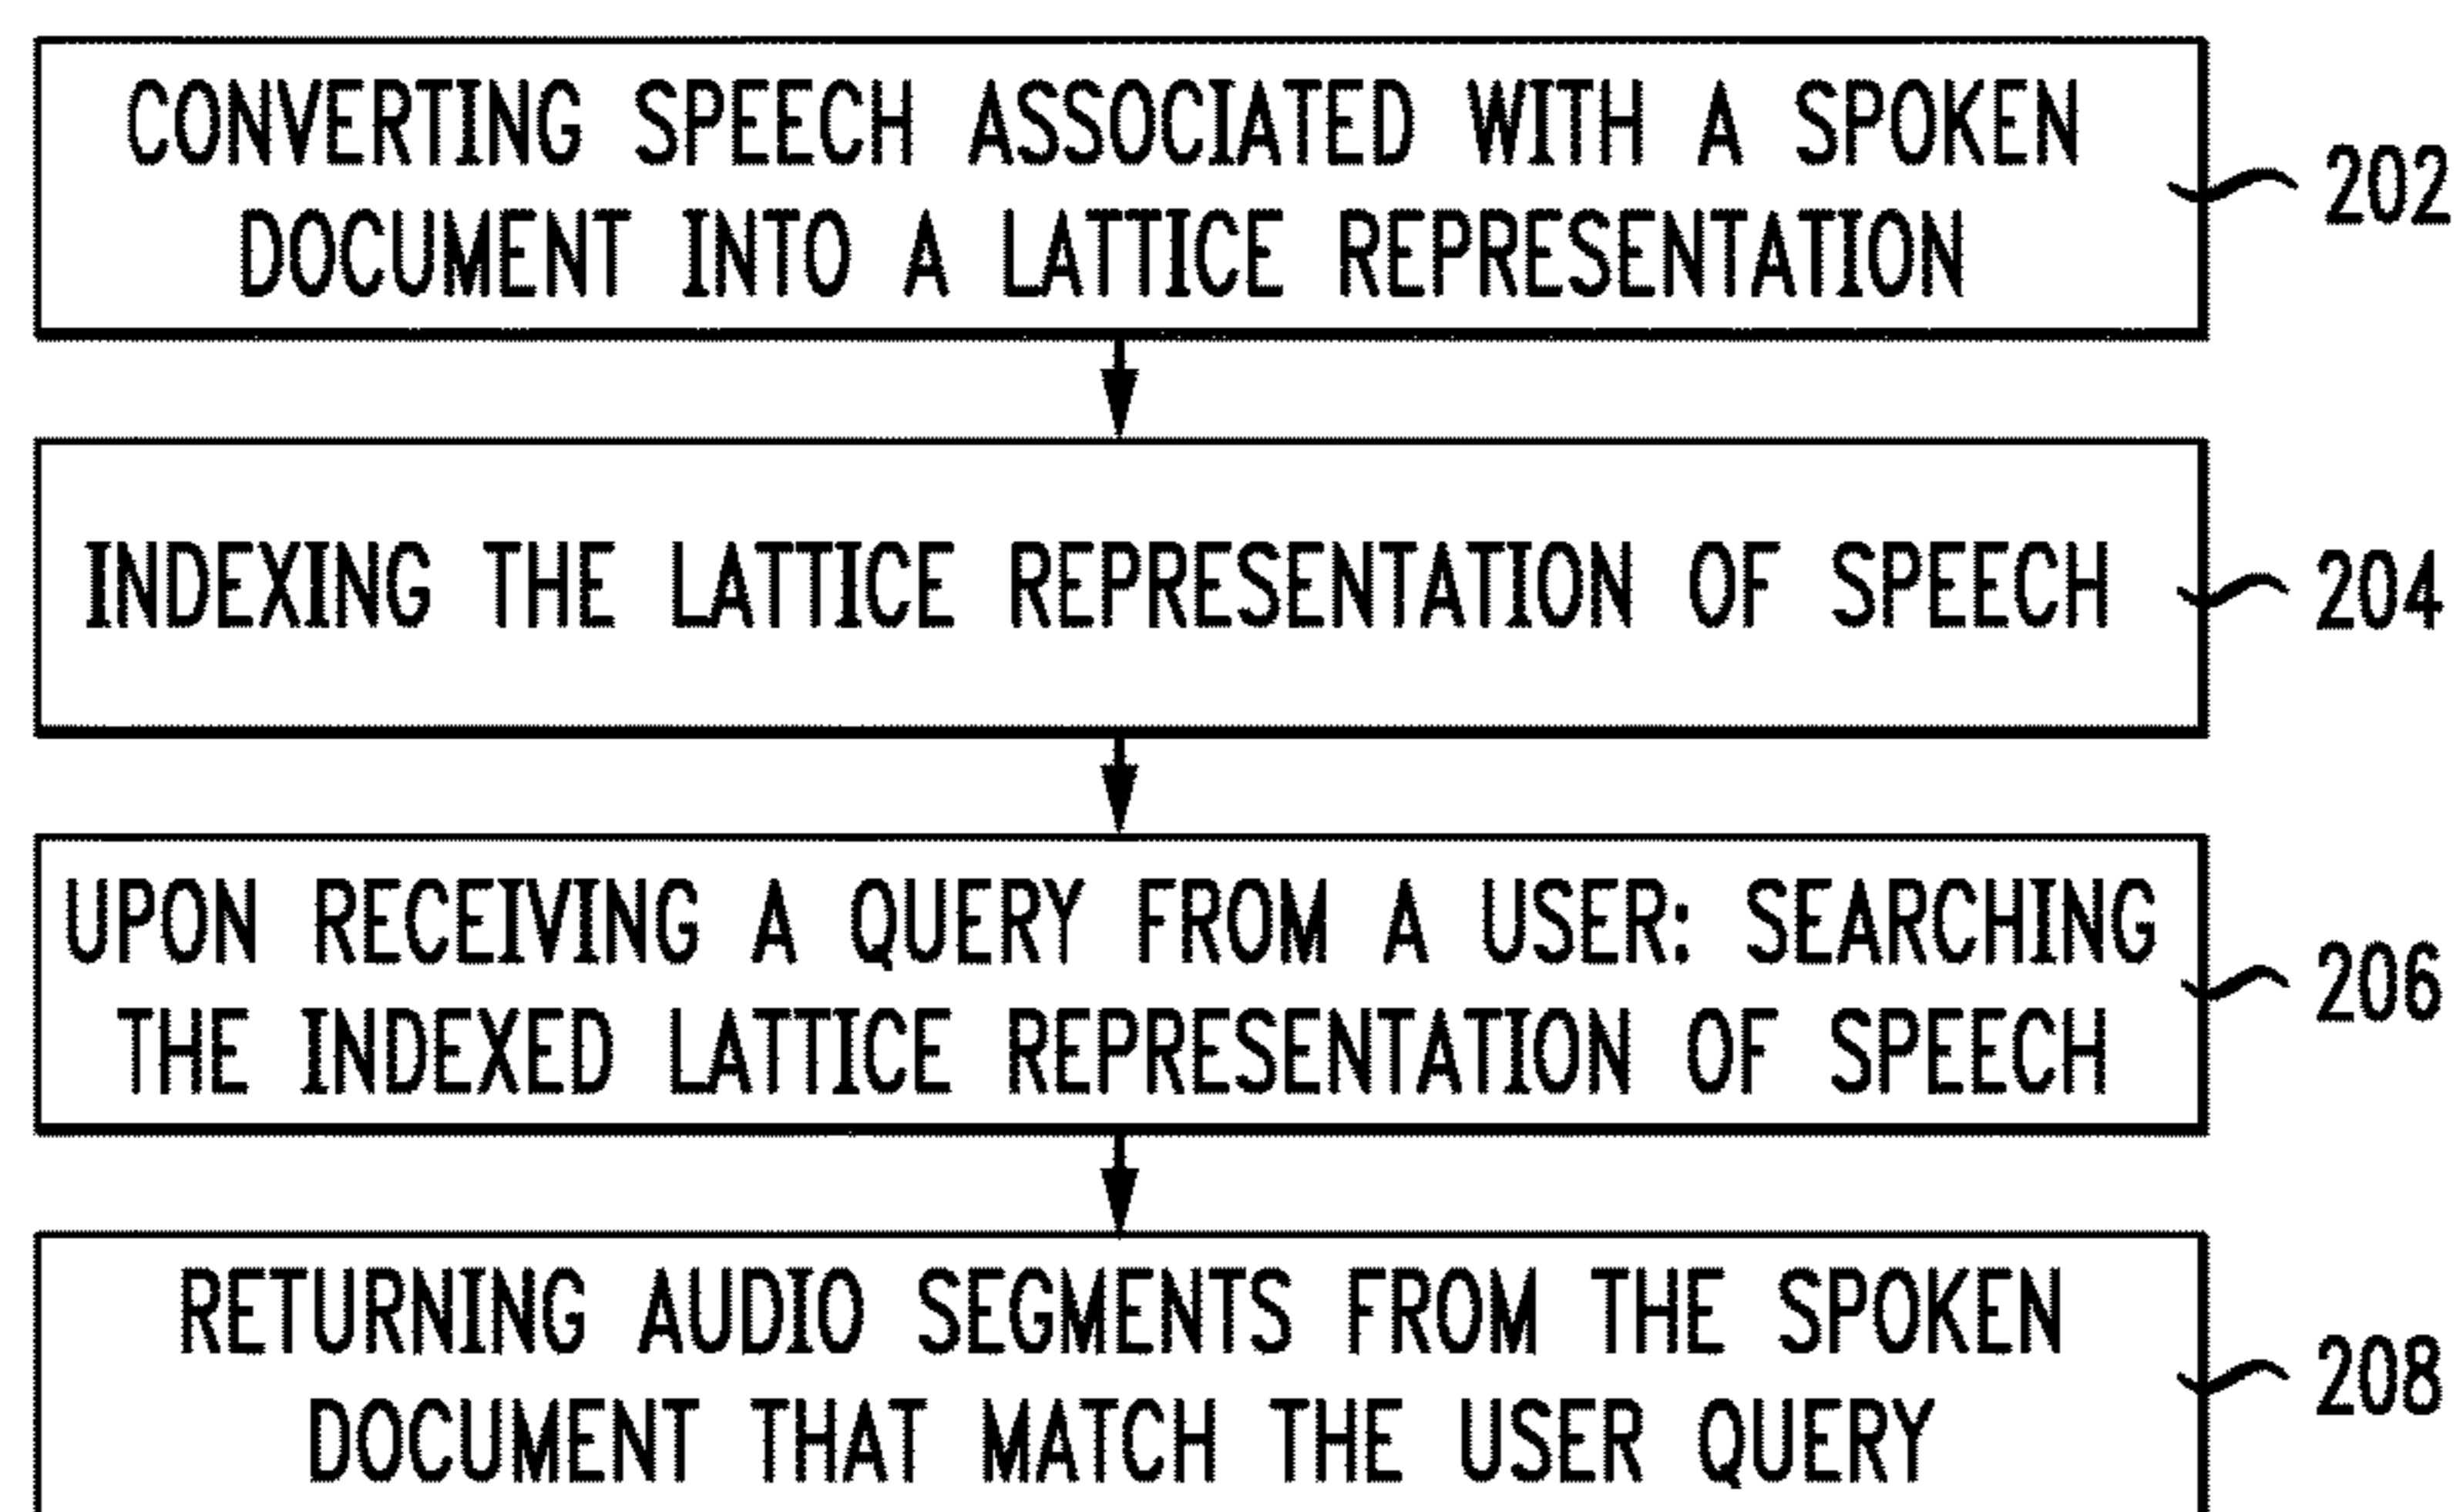 CONVERTING SPEECH ASSOCIATED WITH A SPOKEN
DOCUMENT INTO A LATTICE REPRESENTATION
202
INDEXING THE LATTICE REPRESENTATION OF SPEECH
204
UPON RECEIVING A QUERY FROM A USER: SEARCHING
THE INDEXED LATTICE REPRESENTATION OF SPEECH
206
RETURNING AUDIO SEGMENTS FROM THE SPOKEN
DOCUMENT THAT MATCH THE USER QUERY
208